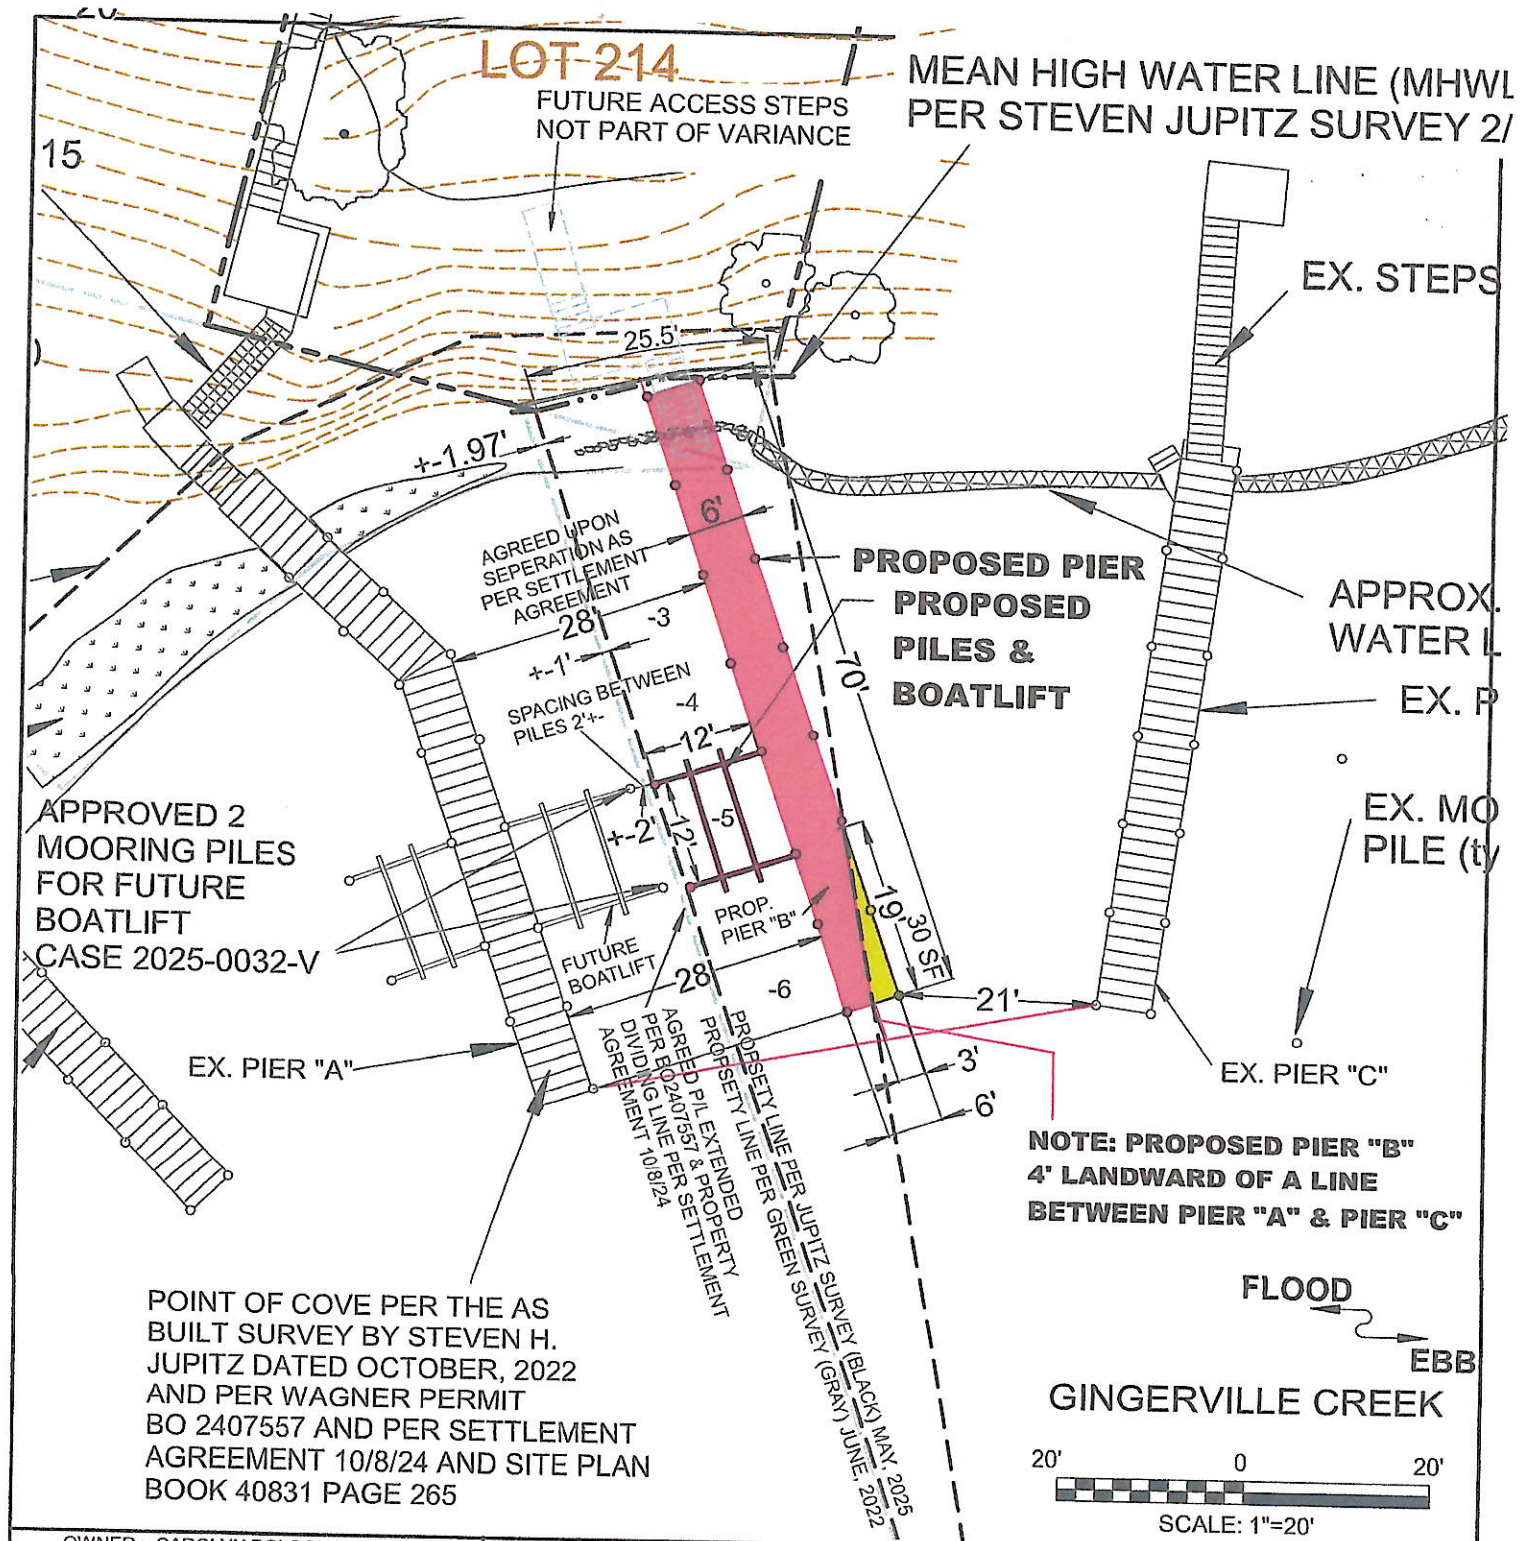 20
LOT 214
FUTURE ACCESS STEPS
NOT PART OF VARIANCE
MEAN HIGH WATER LINE (MHWL
PER STEVEN JUPITZ SURVEY 2/
15
EX. STEPS
25.5'
+-1.97'
6'
AGREED UPON
SEPERATION AS
PER SETTLEMENT
AGREEMENT
28'
-3
+-1'
PROPOSED PIER
PROPOSED
PILES &
BOATLIFT
APPROX.
WATER L
70'
SPACING BETWEEN
PILES 2'+-
-4
12'
EX. P
APPROVED 2
MOORING PILES
FOR FUTURE
BOATLIFT
CASE 2025-0032-V
+-2'
12'
-5
EX. MO
PILE (ty
PROP.
PIER "B"
19'
30 SF
FUTURE
BOATLIFT
28
-6
21'
EX. PIER "A"
EX. PIER "C"
3'
6'
AGREED P/L EXTENDED
PER BO2407557 & PROPERTY
DIVIDING LINE PER SETTLEMENT
AGREEMENT 10/8/24
PROPSETY LINE PER JUPITZ SURVEY (BLACK) MAY, 2025
PROPSETY LINE PER GREEN SURVEY (GRAY) JUNE, 2022
NOTE: PROPOSED PIER "B"
4' LANDWARD OF A LINE
BETWEEN PIER "A" & PIER "C"
POINT OF COVE PER THE AS
BUILT SURVEY BY STEVEN H.
JUPITZ DATED OCTOBER, 2022
AND PER WAGNER PERMIT
BO 2407557 AND PER SETTLEMENT
AGREEMENT 10/8/24 AND SITE PLAN
BOOK 40831 PAGE 265
FLOOD
EBB
GINGERVILLE CREEK
20' 0 20'
SCALE: 1"=20'